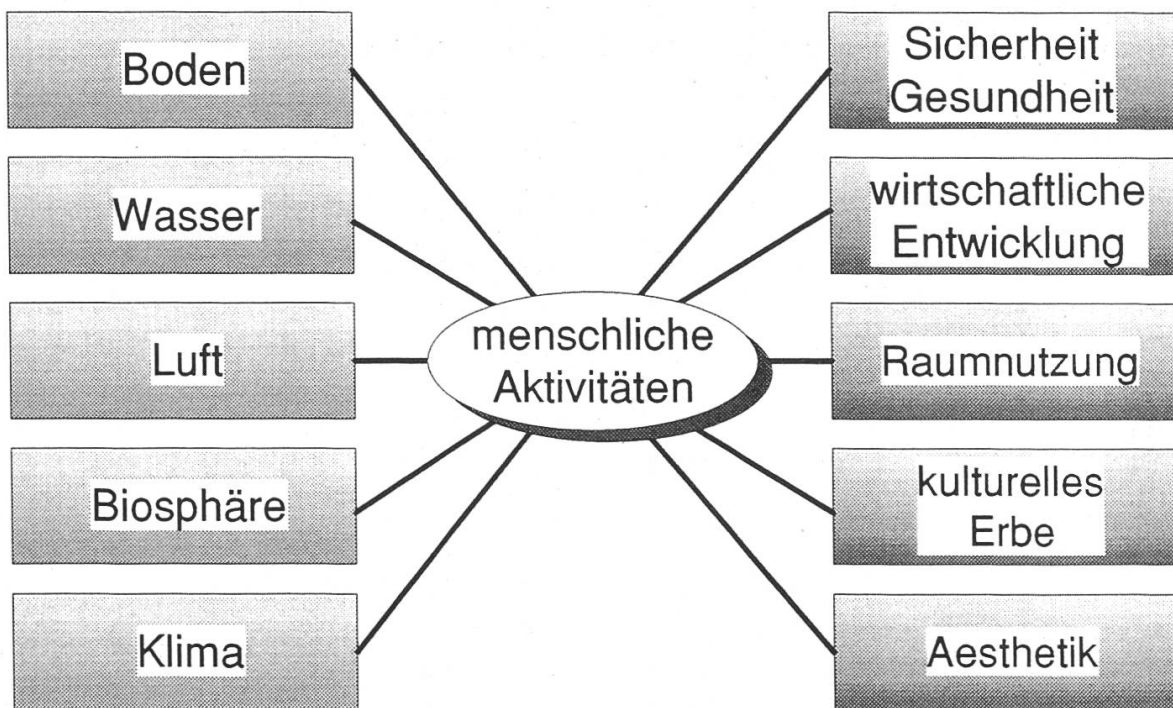 Boden
Wasser
Luft
Biosphäre
Klima
menschliche
Aktivitäten
Sicherheit
Gesundheit
wirtschaftliche
Entwicklung
Raumnutzung
kulturelles
Erbe
Aesthetik